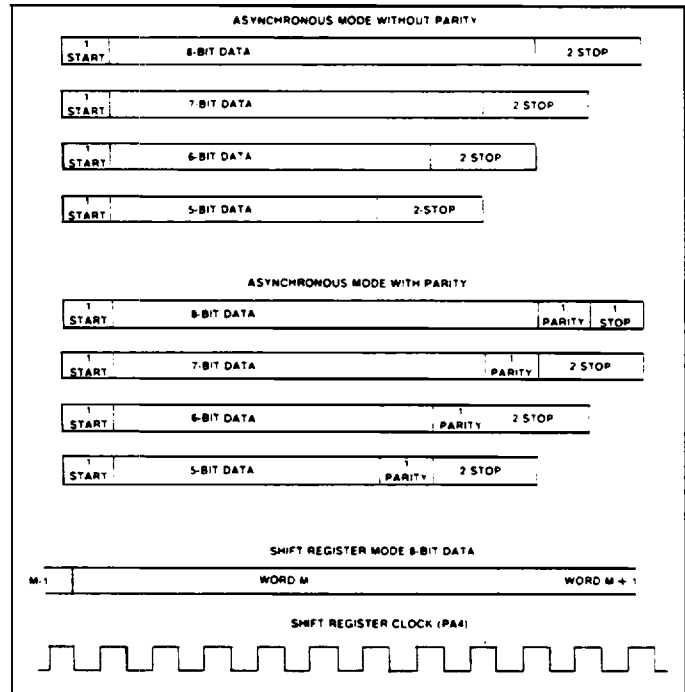 ASYNCHRONOUS MODE WITHOUT PARITY
1 START 8-BIT DATA 2 STOP
1 START 7-BIT DATA 2 STOP
1 START 6-BIT DATA 2 STOP
1 START 5-BIT DATA 2-STOP
ASYNCHRONOUS MODE WITH PARITY
1 START 8-BIT DATA 1 PARITY 1 STOP
1 START 7-BIT DATA 1 PARITY 2 STOP
1 START 6-BIT DATA 1 PARITY 2 STOP
1 START 5-BIT DATA 1 PARITY 2 STOP
SHIFT REGISTER MODE 8-BIT DATA
M-1 WORD M WORD M + 1
SHIFT REGISTER CLOCK (PA4)